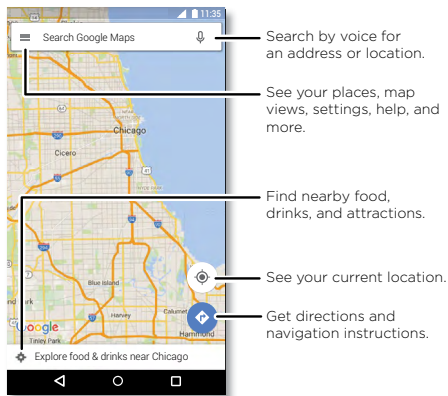 11:35
Search Google Maps
Search by voice for
an address or location.
See your places, map
views, settings, help, and
more.
Chicago
Cicero
41
Find nearby food,
drinks, and attractions.
See your current location.
Blue Island
Harvey
Calumet
Google
Hammond
Tinley Park
Get directions and
navigation instructions.
Explore food & drinks near Chicago